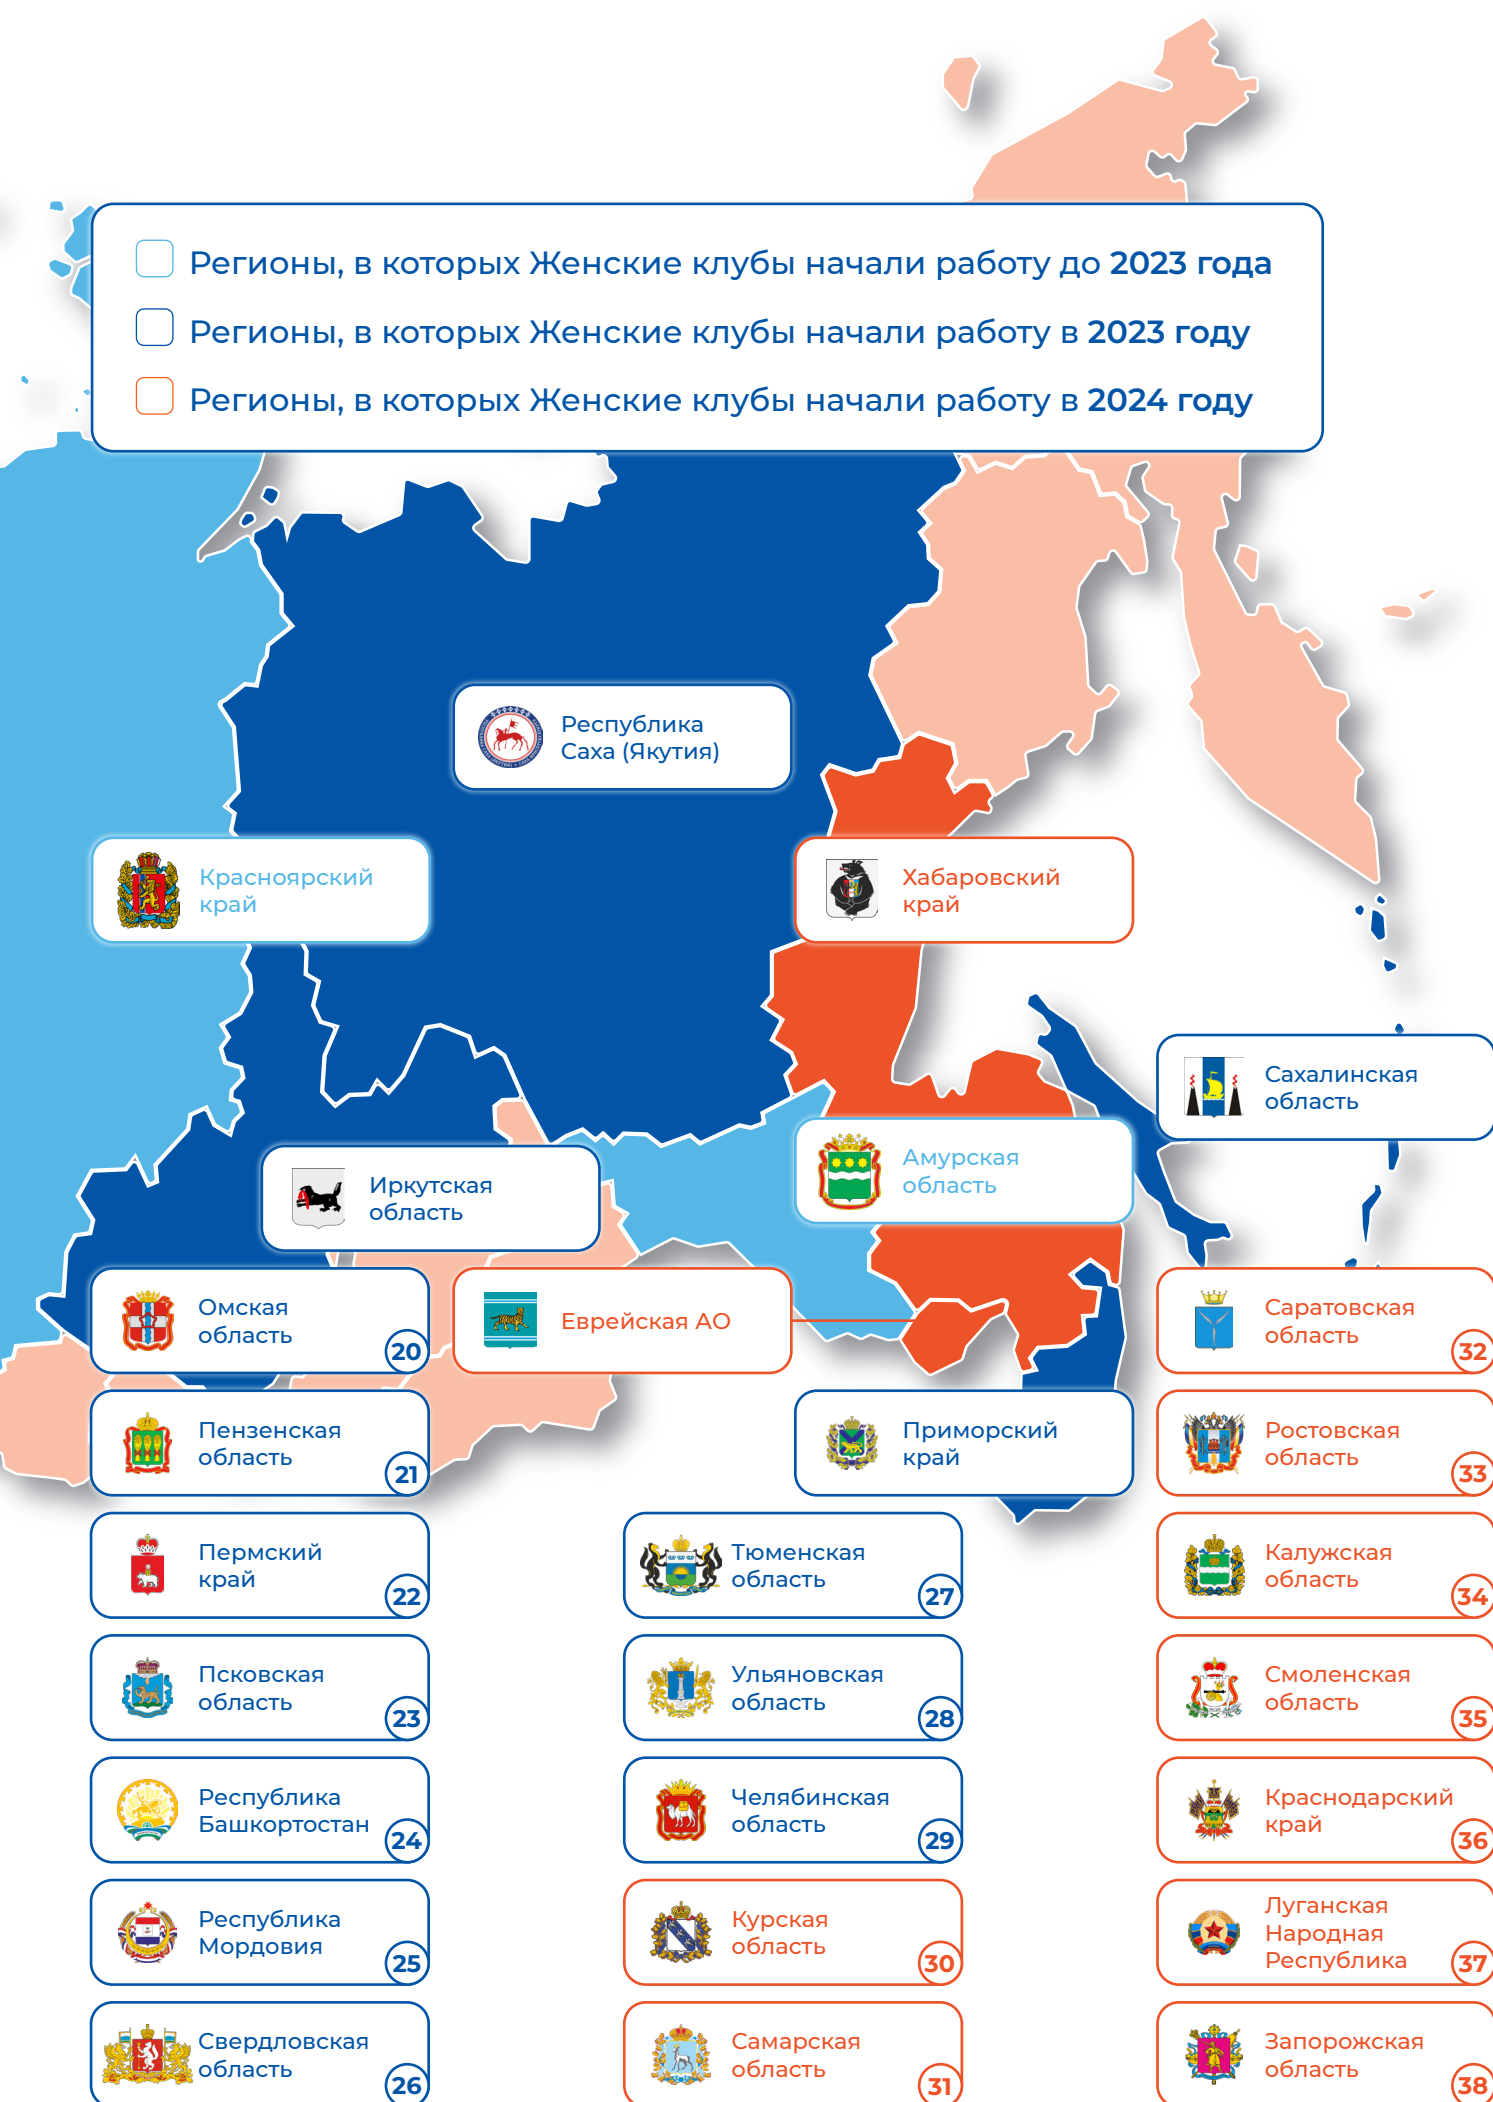 Регионы, в которых Женские клубы начали работу до 2023 года
Регионы, в которых Женские клубы начали работу в 2023 году
Регионы, в которых Женские клубы начали работу в 2024 году
Республика
Саха (Якутия)
Красноярский
край
Хабаровский
край
Сахалинская
область
Амурская
область
Иркутская
область
Омская
область
20
Еврейская АО
Саратовская
область
32
Пензенская
область
21
Приморский
край
Ростовская
область
33
Пермский
край
22
Тюменская
область
27
Калужская
область
34
Псковская
область
23
Ульяновская
область
28
Смоленская
область
35
Республика
Башкортостан
24
Челябинская
область
29
Краснодарский
край
36
Республика
Мордовия
25
Курская
область
30
Луганская
Народная
Республика
37
Свердловская
область
26
Самарская
область
31
Запорожская
область
38